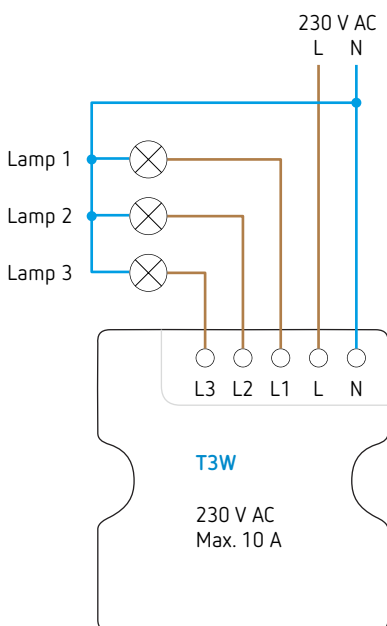 230 V AC
L N
Lamp 1
Lamp 2
Lamp 3
L3 L2 L1 L N
T3W
230 V AC
Max. 10 A